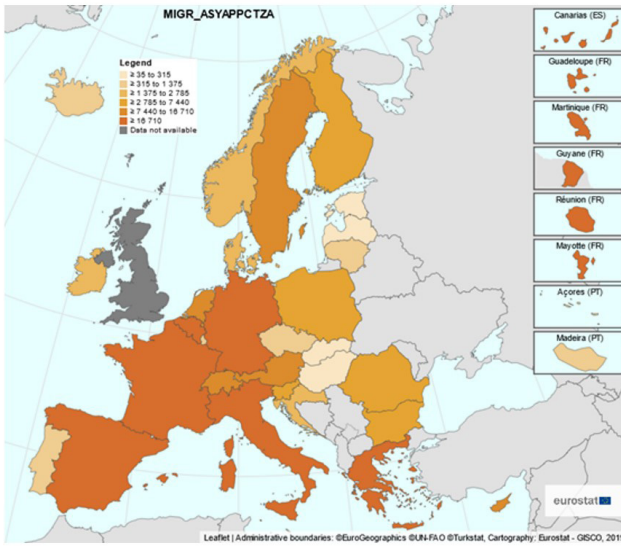 MIGR_ASYAPPCTZA
Legend
≥ 35 to 315
≥ 315 to 1 375
≥ 1 375 to 2 785
≥ 2 785 to 7 440
≥ 7 440 to 16 710
≥ 16 710
Data not available
Canarias (ES)
Guadeloupe (FR)
Martinique (FR)
Guyane (FR)
Réunion (FR)
Mayotte (FR)
Açores (PT)
Madeira (PT)
eurostat
Leaflet | Administrative boundaries: ©EuroGeographics ©UN-FAO ©Turkstat, Cartography: Eurostat - GISCO,